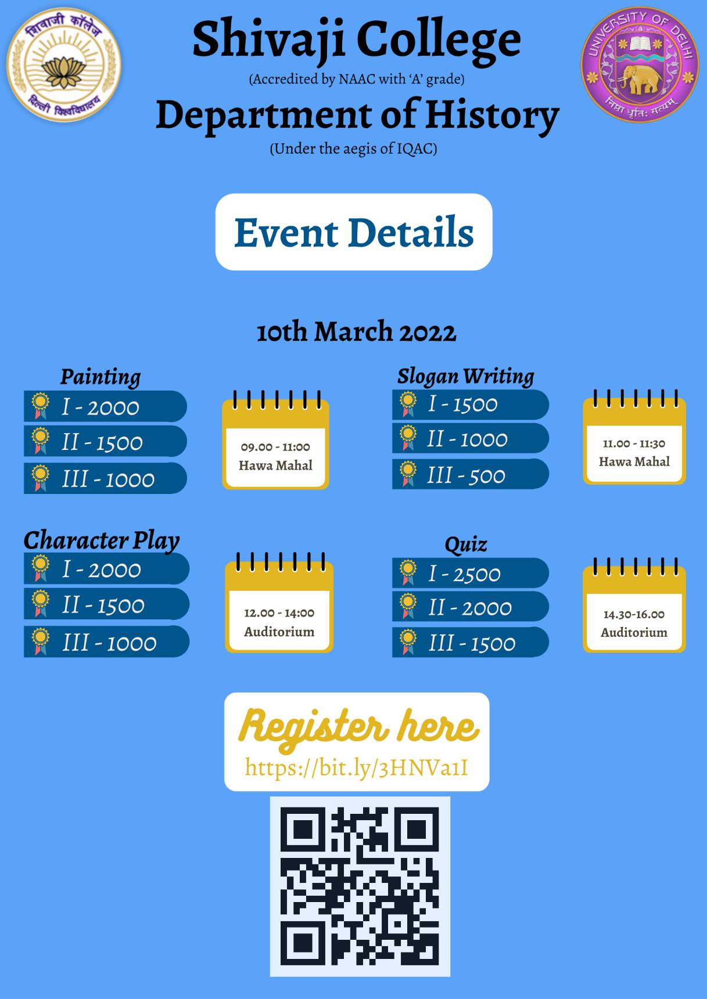 शिवाजी कॉलेज
दिल्ली विश्वविद्यालय
Shivaji College
(Accredited by NAAC with ‘A’ grade)
Department of History
(Under the aegis of IQAC)
UNIVERSITY OF DELHI
निष्ठा धृति: सत्यम्
Event Details
10th March 2022
Painting
I - 2000
II - 1500
III - 1000
09.00 - 11:00
Hawa Mahal
Slogan Writing
I - 1500
II - 1000
III - 500
11.00 - 11:30
Hawa Mahal
Character Play
I - 2000
II - 1500
III - 1000
12.00 - 14:00
Auditorium
Quiz
I - 2500
II - 2000
III - 1500
14.30-16.00
Auditorium
Register here
https://bit.ly/3HNVa1I